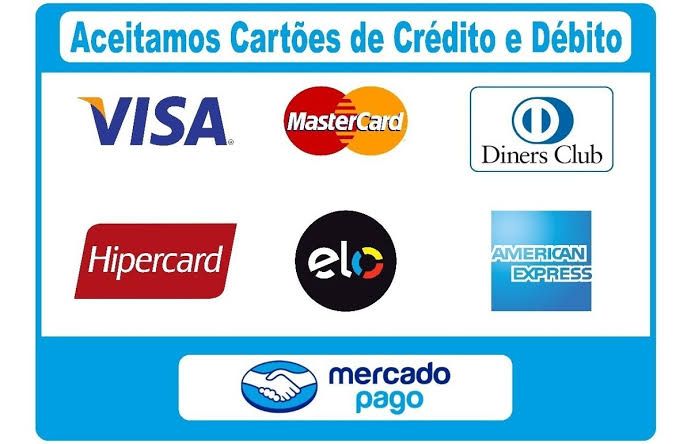 Aceitamos Cartões de Crédito e Débito
VISA
MasterCard
Diners Club
Hipercard
elo
AMERICAN
EXPRESS
mercado
pago